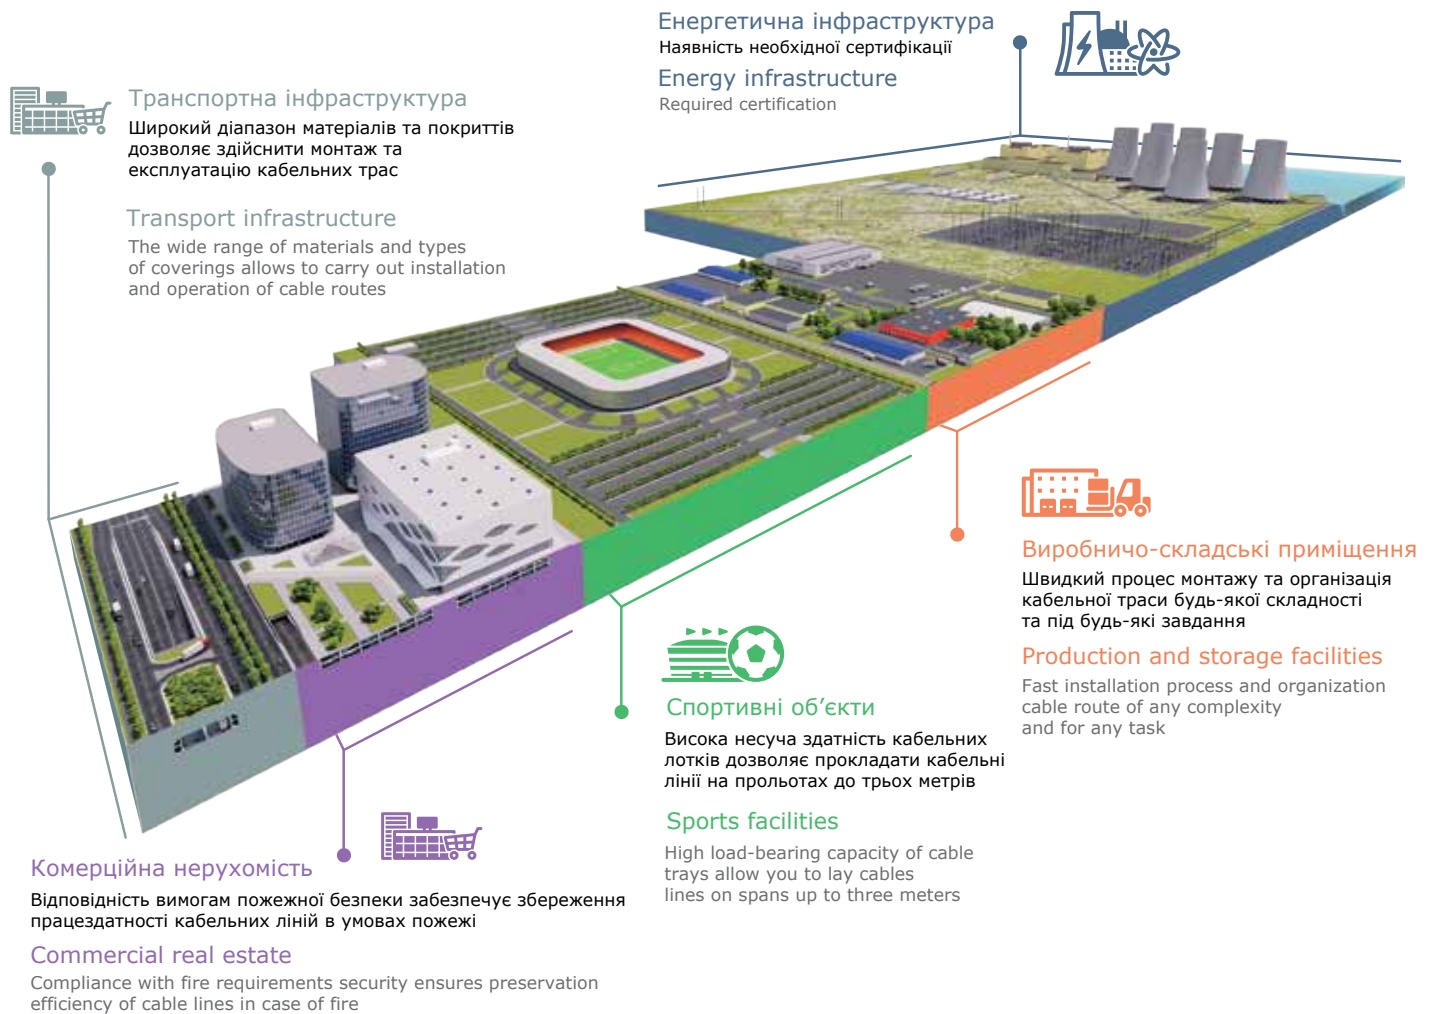 Енергетична інфраструктура
Наявність необхідної сертифікації
Energy infrastructure
Required certification
Транспортна інфраструктура
Широкий діапазон матеріалів та покриттів
дозволяє здійснити монтаж та
експлуатацію кабельних трас
Transport infrastructure
The wide range of materials and types
of coverings allows to carry out installation
and operation of cable routes
Виробничо-складські приміщення
Швидкий процес монтажу та організація
кабельної траси будь-якої складності
та під будь-які завдання
Production and storage facilities
Fast installation process and organization
cable route of any complexity
and for any task
Спортивні об’єкти
Висока несуча здатність кабельних
лотків дозволяє прокладати кабельні
лінії на прольотах до трьох метрів
Sports facilities
High load-bearing capacity of cable
trays allow you to lay cables
lines on spans up to three meters
Комерційна нерухомість
Відповідність вимогам пожежної безпеки забезпечує збереження
працездатності кабельних ліній в умовах пожежі
Commercial real estate
Compliance with fire requirements security ensures preservation
efficiency of cable lines in case of fire